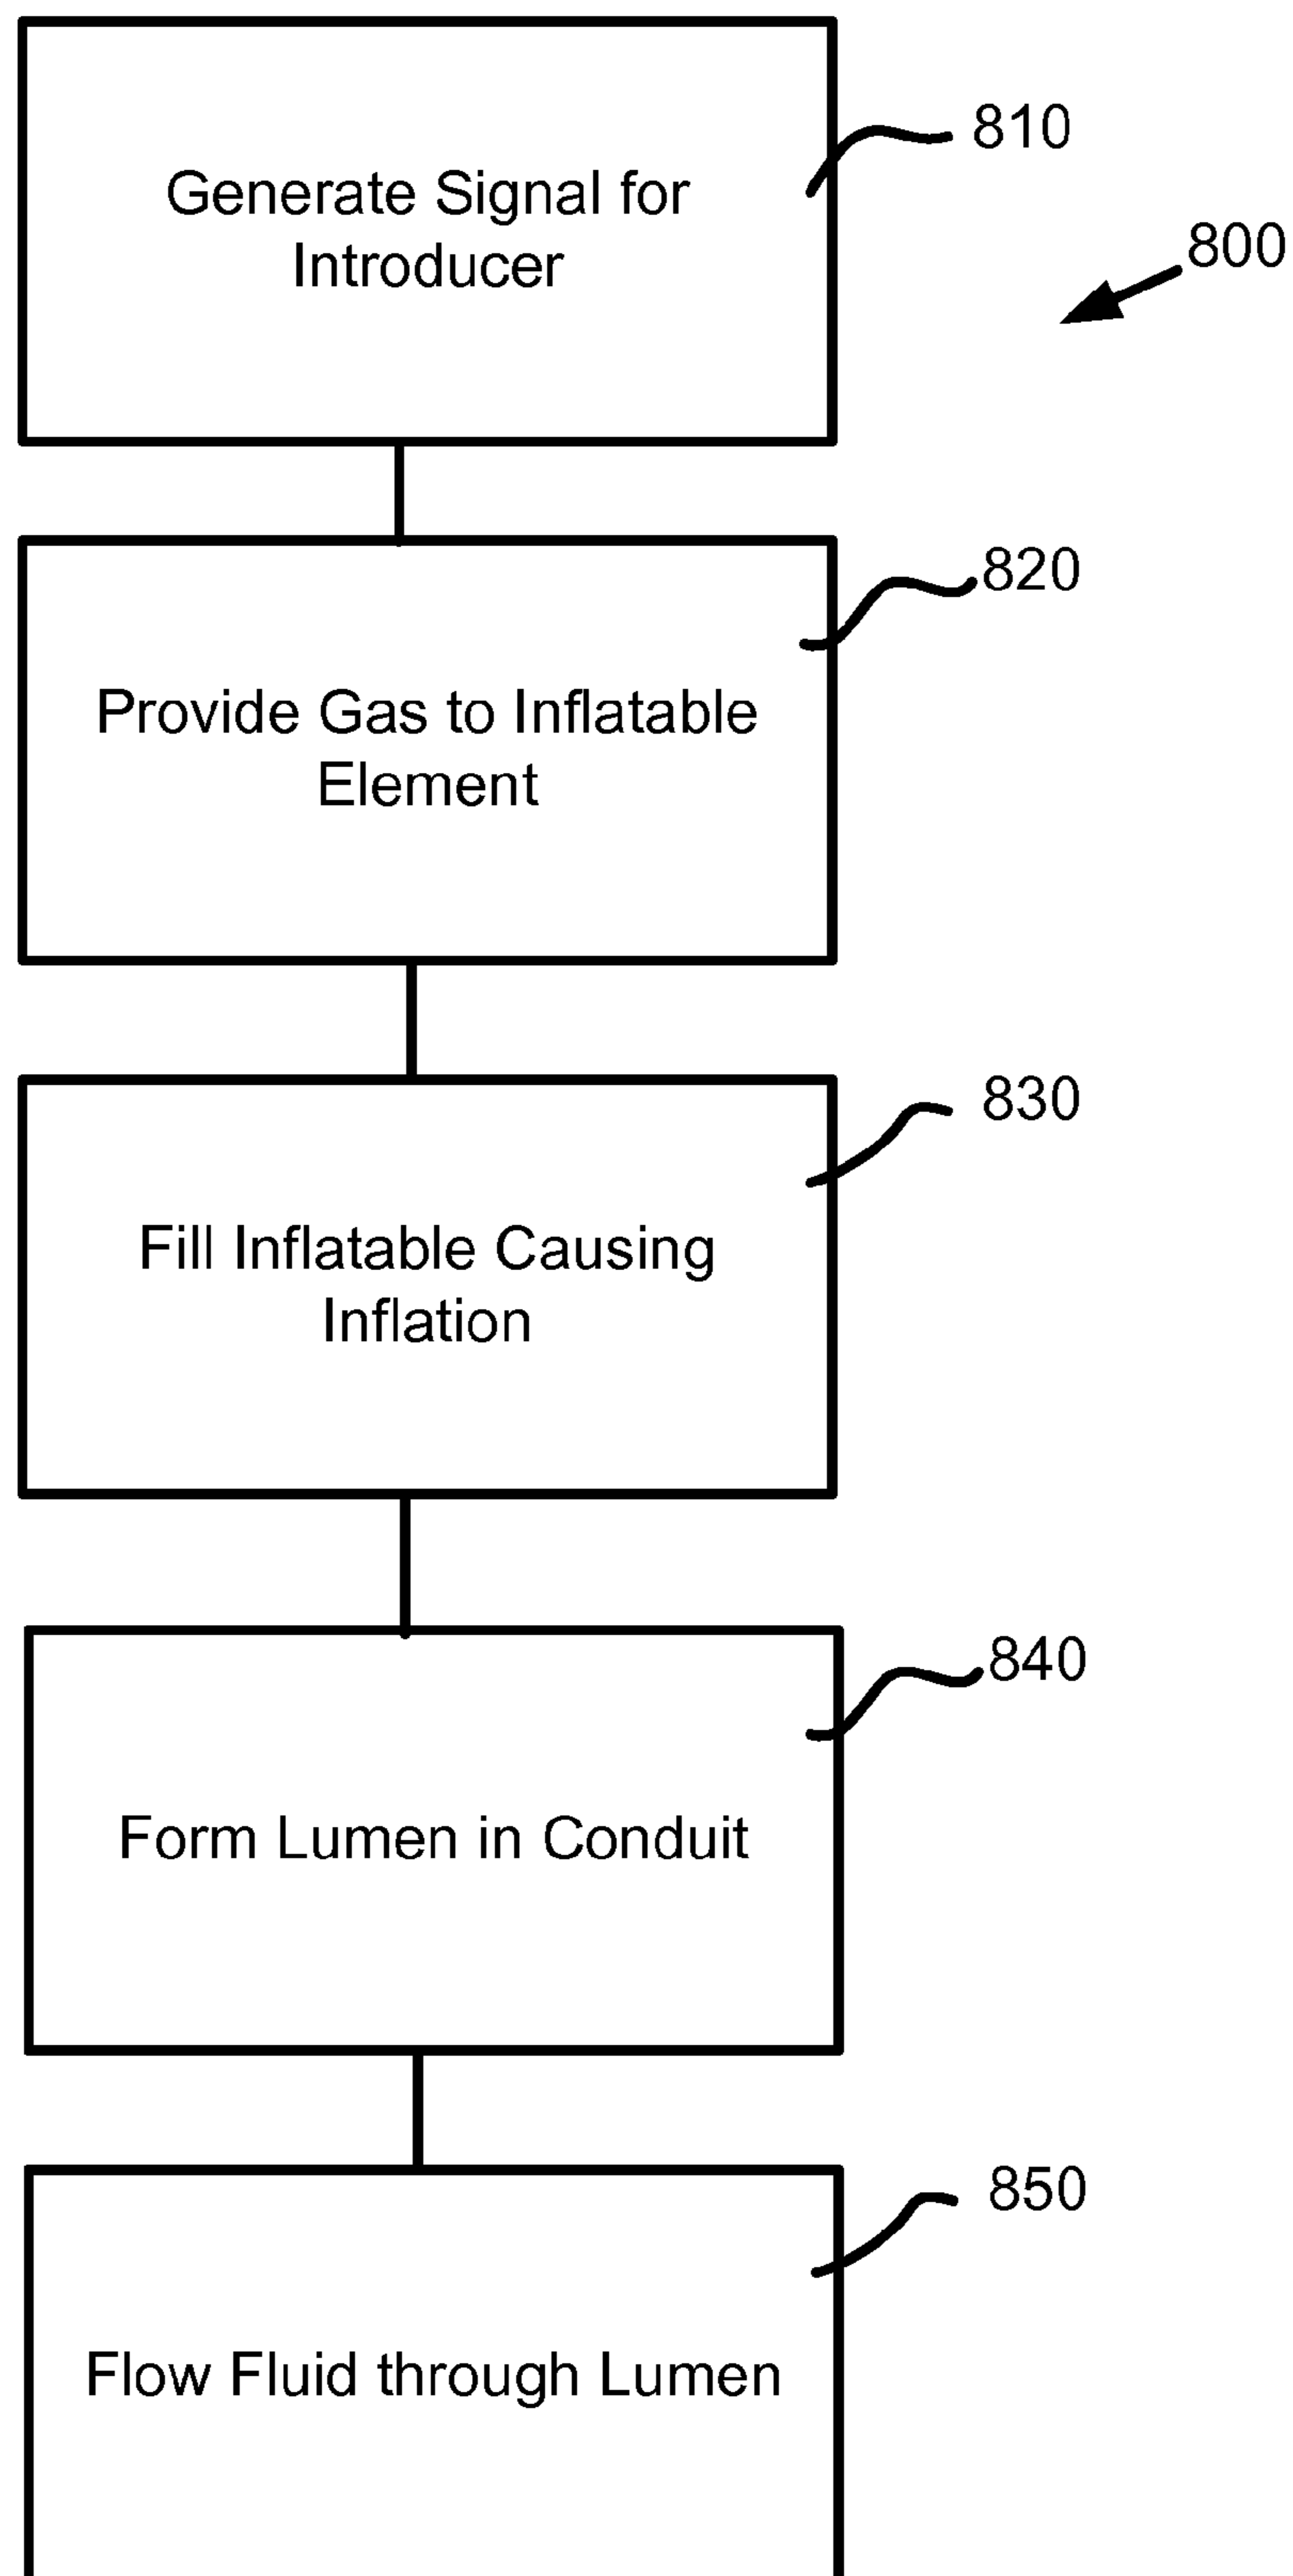 810
800
Generate Signal for
Introducer
820
Provide Gas to Inflatable
Element
830
Fill Inflatable Causing
Inflation
840
Form Lumen in Conduit
850
Flow Fluid through Lumen